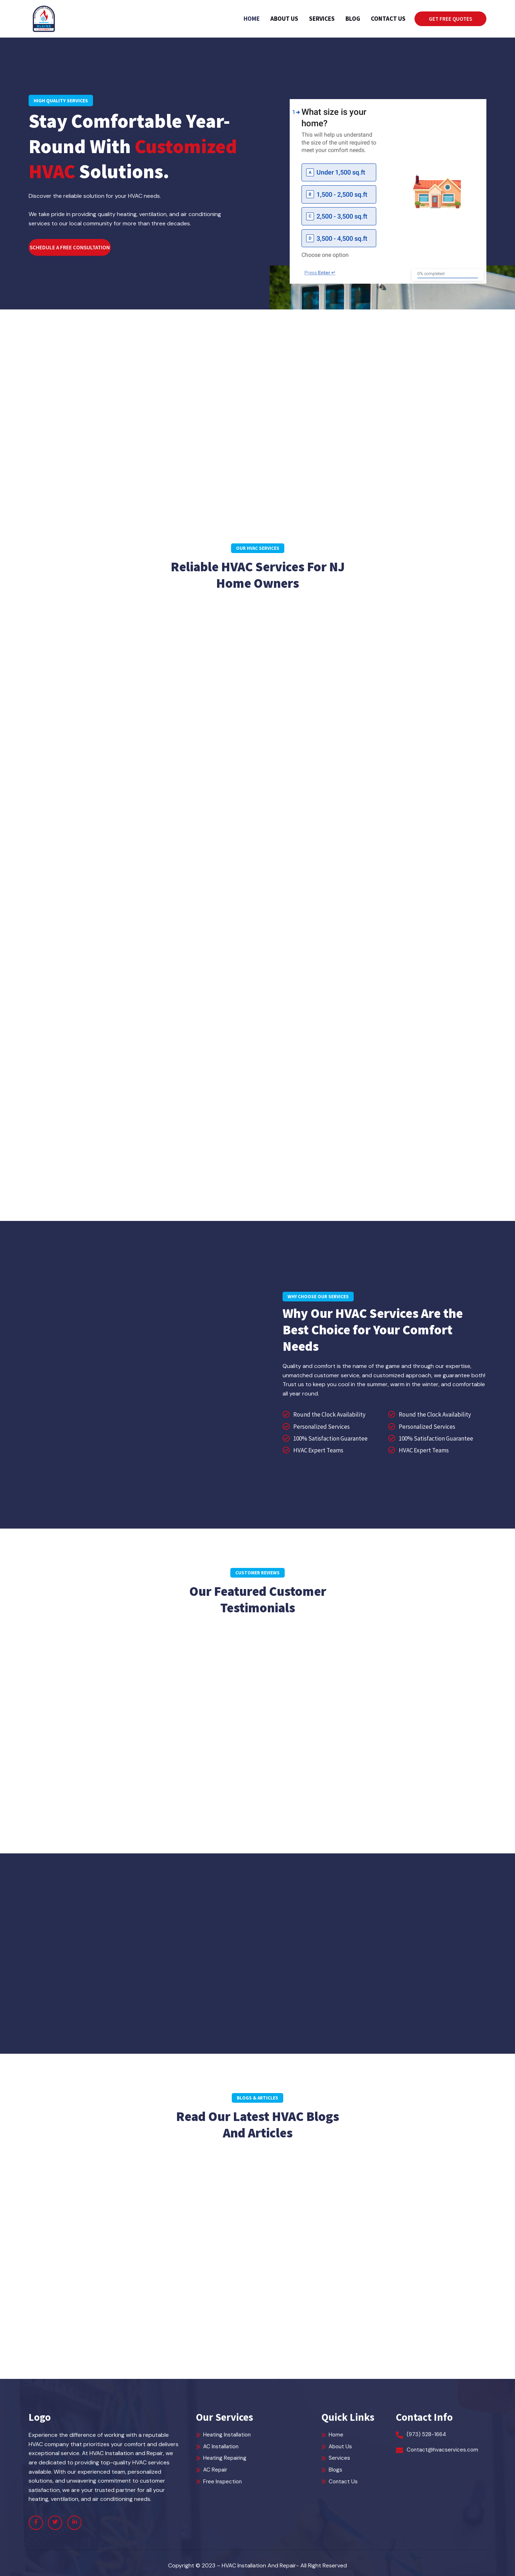 HOME
ABOUT US
SERVICES
BLOG
CONTACT US
GET FREE QUOTES
HIGH QUALITY SERVICES
Stay Comfortable Year-
Round With Customized
HVAC Solutions.
Discover the reliable solution for your HVAC needs.
We take pride in providing quality heating, ventilation, and air conditioning
services to our local community for more than three decades.
SCHEDULE A FREE CONSULTATION
1 What size is your
home?
This will help us understand
the size of the unit required to
meet your comfort needs.
A Under 1,500 sq.ft
B 1,500 - 2,500 sq.ft
C 2,500 - 3,500 sq.ft
D 3,500 - 4,500 sq.ft
Choose one option
Press Enter ↵
0% completed
OUR HVAC SERVICES
Reliable HVAC Services For NJ
Home Owners
WHY CHOOSE OUR SERVICES
Why Our HVAC Services Are the
Best Choice for Your Comfort
Needs
Quality and comfort is the name of the game and through our expertise,
unmatched customer service, and customized approach, we guarantee both!
Trust us to keep you cool in the summer, warm in the winter, and comfortable
all year round.
Round the Clock Availability
Personalized Services
100% Satisfaction Guarantee
HVAC Expert Teams
Round the Clock Availability
Personalized Services
100% Satisfaction Guarantee
HVAC Expert Teams
CUSTOMER REVIEWS
Our Featured Customer
Testimonials
BLOGS & ARTICLES
Read Our Latest HVAC Blogs
And Articles
Logo
Experience the difference of working with a reputable
HVAC company that prioritizes your comfort and delivers
exceptional service. At HVAC Installation and Repair, we
are dedicated to providing top-quality HVAC services
available. With our experienced team, personalized
solutions, and unwavering commitment to customer
satisfaction, we are your trusted partner for all your
heating, ventilation, and air conditioning needs.
Our Services
Heating Installation
AC Installation
Heating Repairing
AC Repair
Free Inspection
Quick Links
Home
About Us
Services
Blogs
Contact Us
Contact Info
(973) 528-1664
Contact@hvacservices.com
Copyright © 2023 – HVAC Installation And Repair- All Right Reserved